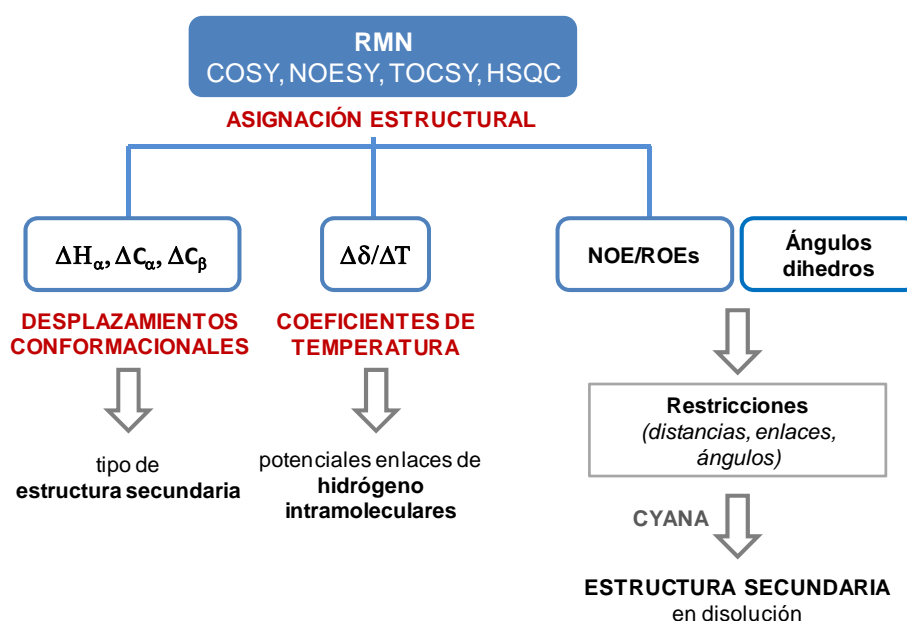 RMN
COSY, NOESY, TOCSY, HSQC
ASIGNACIÓN ESTRUCTURAL
ΔHα, ΔCα, ΔCβ
Δδ/ΔT
NOE/ROEs
Ángulos
dihedros
DESPLAZAMIENTOS
CONFORMACIONALES
COEFICIENTES DE
TEMPERATURA
tipo de
estructura secundaria
potenciales enlaces de
hidrógeno
intramoleculares
Restricciones
(distancias, enlaces,
ángulos)
CYANA
ESTRUCTURA SECUNDARIA
en disolución